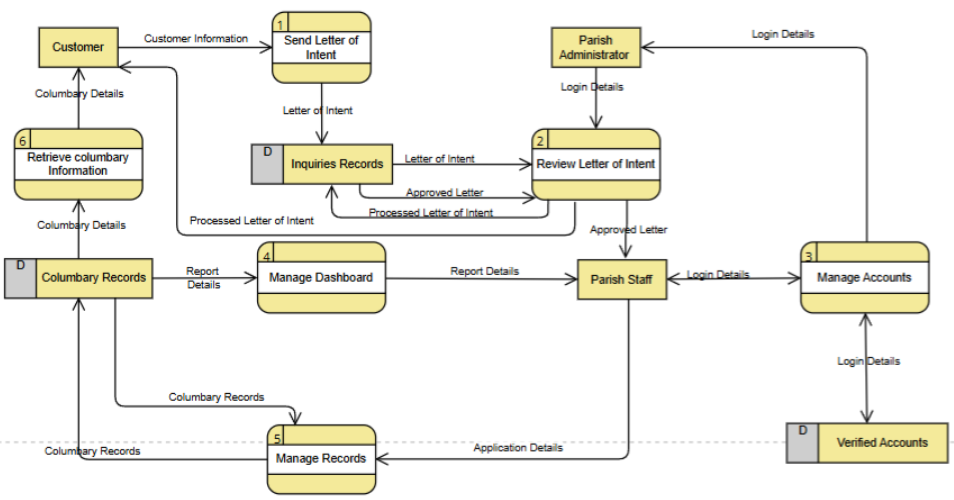 1
Customer
Customer Information
Send Letter of
Intent
Parish
Administrator
Login Details
Columbary Details
Letter of Intent
Login Details
6
Retrieve columbary
Information
D
Inquiries Records
Letter of Intent
2
Review Letter of Intent
Approved Letter
Processed Letter of Intent
Processed Letter of Intent
Columbary Details
Approved Letter
D
Columbary Records
Report
Details
4
Manage Dashboard
Report Details
Parish Staff
Login Details
3
Manage Accounts
Login Details
Columbary Records
5
Manage Records
Columbary Records
Application Details
D
Verified Accounts